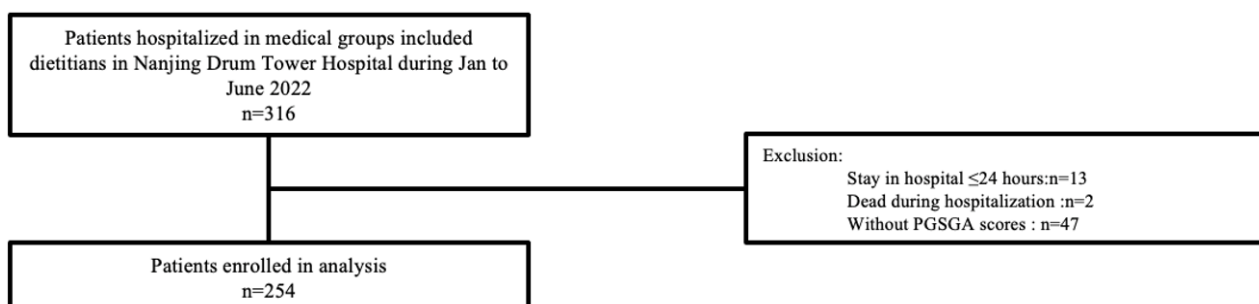 Patients hospitalized in medical groups included
dietitians in Nanjing Drum Tower Hospital during Jan to
June 2022
n=316
Exclusion:
Stay in hospital ≤24 hours:n=13
Dead during hospitalization :n=2
Without PGSGA scores : n=47
Patients enrolled in analysis
n=254